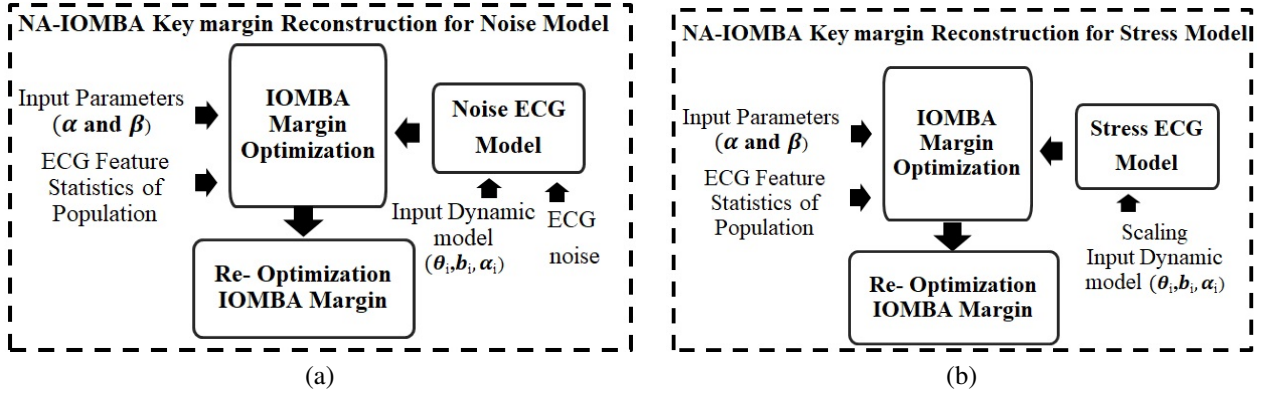 NA-IOMBA Key margin Reconstruction for Noise Model
Input Parameters
(α and β)
ECG Feature
Statistics of
Population
IOMBA
Margin
Optimization
Noise ECG
Model
Input Dynamic
model
(θi,bi,αi)
ECG
noise
Re- Optimization
IOMBA Margin
(a)
NA-IOMBA Key margin Reconstruction for Stress Model
Input Parameters
(α and β)
ECG Feature
Statistics of
Population
IOMBA
Margin
Optimization
Stress ECG
Model
Scaling
Input Dynamic
model (θi,bi,αi)
Re- Optimization
IOMBA Margin
(b)